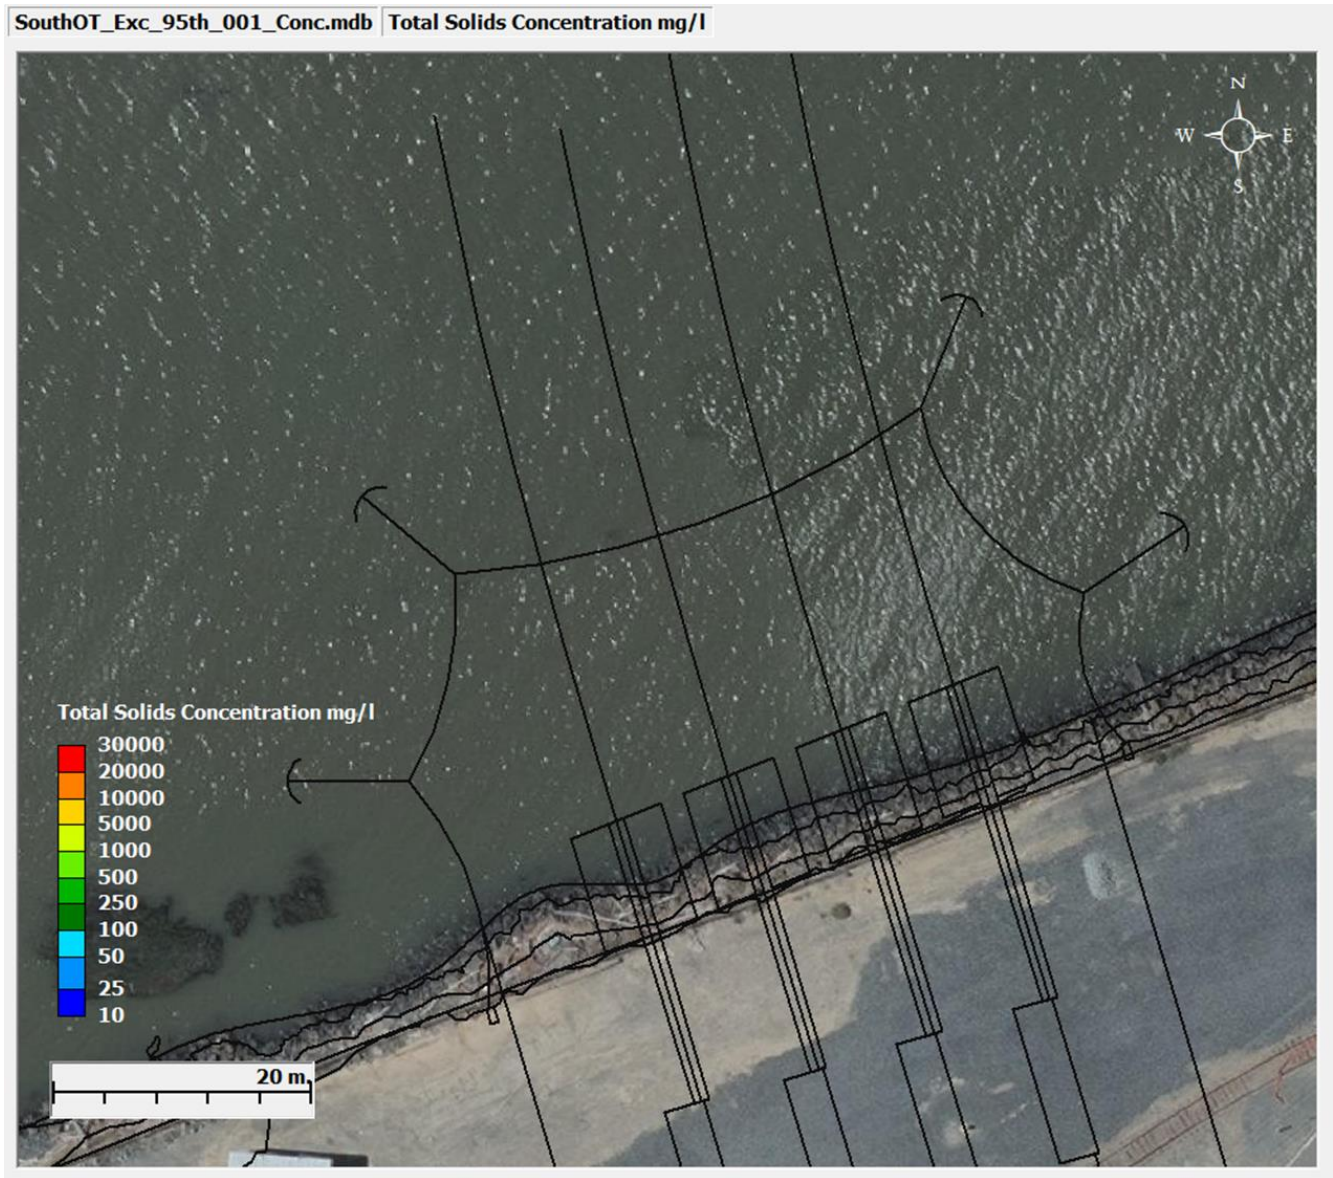 SouthOT_Exc_95th_001_Conc.mdb Total Solids Concentration mg/l
N
W E
S
Total Solids Concentration mg/l
30000
20000
10000
5000
1000
500
250
100
50
25
10
20 m.